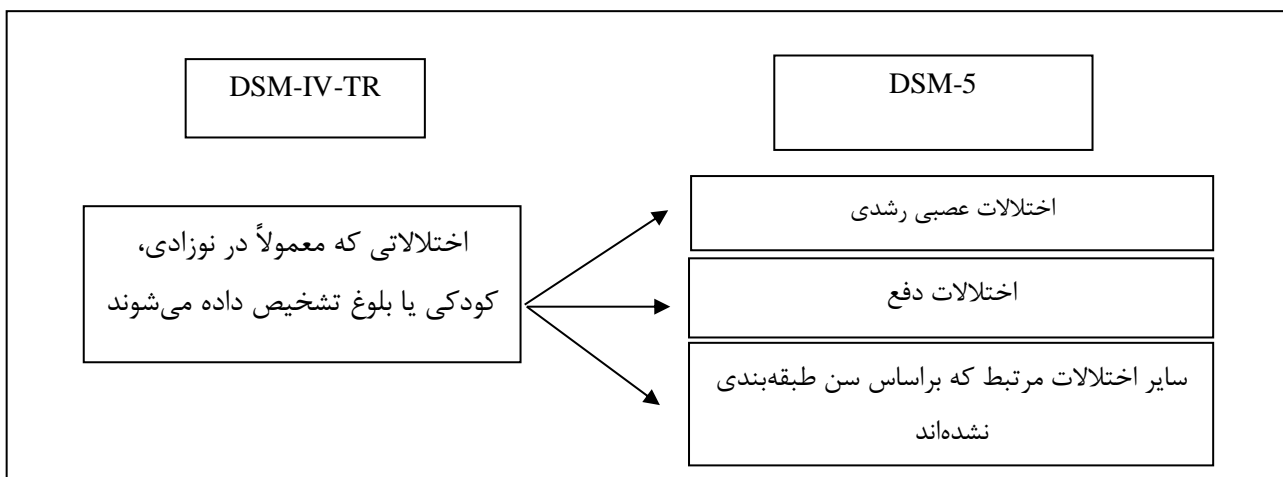 DSM-IV-TR
DSM-5
اختلالاتی که معمولاً در نوزادی،
کودکی یا بلوغ تشخیص داده می‌شوند
اختلالات عصبی رشدی
اختلالات دفع
سایر اختلالات مرتبط که براساس سن طبقه‌بندی
نشده‌اند